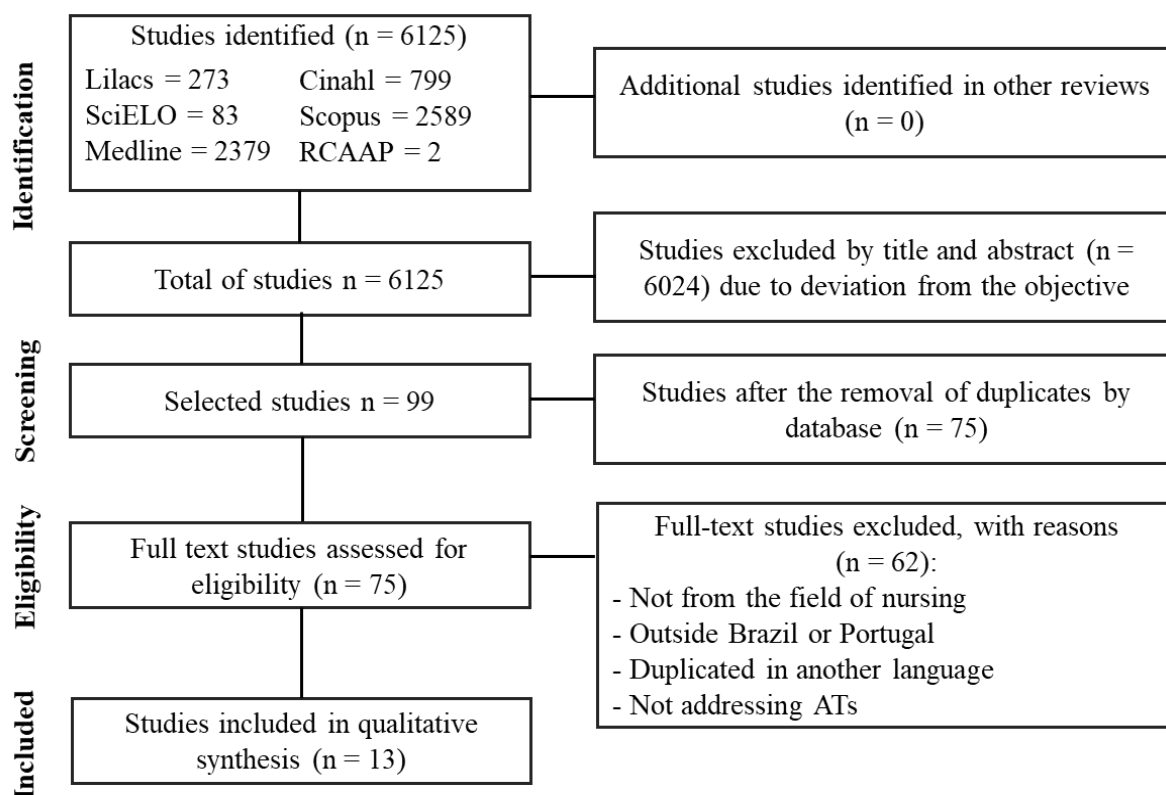 Identification
Studies identified (n = 6125)
Lilacs = 273 Cinahl = 799
SciELO = 83 Scopus = 2589
Medline = 2379 RCAAP = 2
Additional studies identified in other reviews
(n = 0)
Total of studies n = 6125
Studies excluded by title and abstract (n =
6024) due to deviation from the objective
Screening
Selected studies n = 99
Studies after the removal of duplicates by
database (n = 75)
Eligibility
Full text studies assessed for
eligibility (n = 75)
Full-text studies excluded, with reasons
(n = 62):
- Not from the field of nursing
- Outside Brazil or Portugal
- Duplicated in another language
- Not addressing ATs
Included
Studies included in qualitative
synthesis (n = 13)